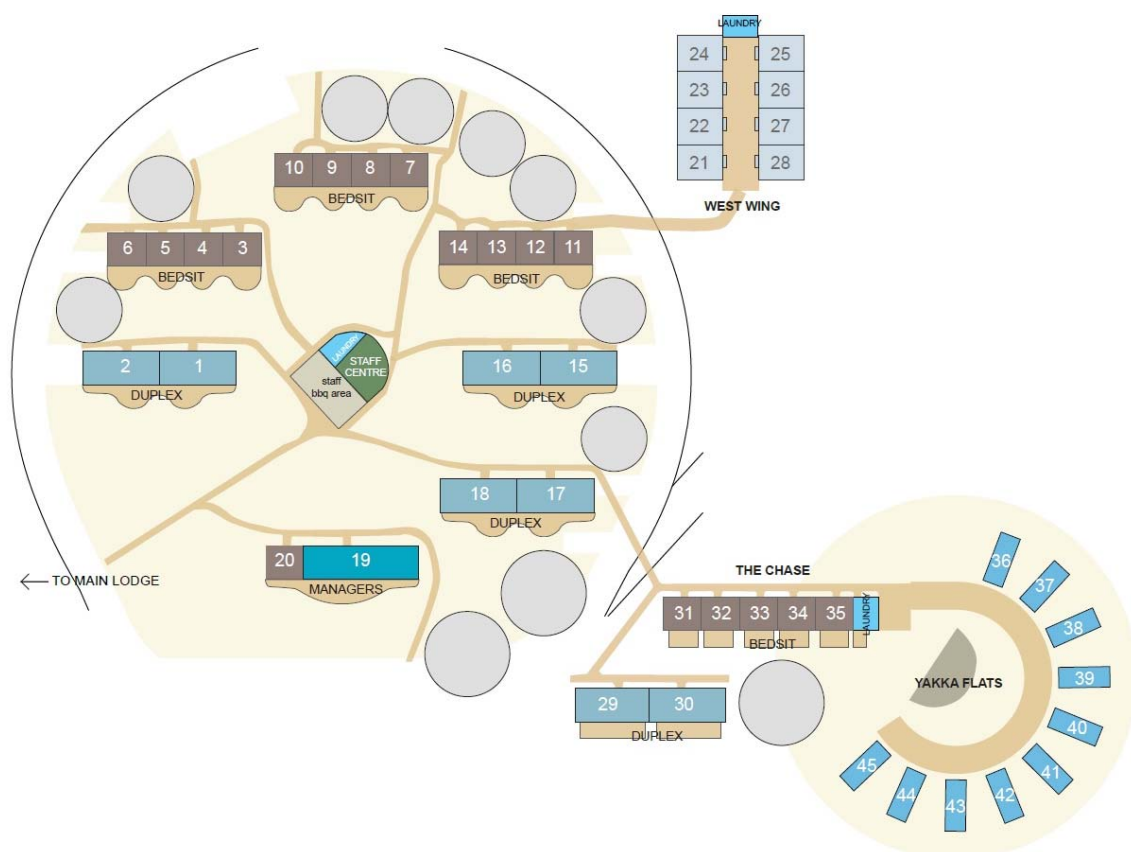 LAUNDRY
24 25
23 26
22 27
21 28
WEST WING
10 9 8 7
BEDSIT
6 5 4 3
BEDSIT
14 13 12 11
BEDSIT
2 1
DUPLEX
LAUNDRY
STAFF
CENTRE
staff
bbq area
16 15
DUPLEX
18 17
DUPLEX
20 19
MANAGERS
← TO MAIN LODGE
THE CHASE
31 32 33 34 35 LAUNDRY
BEDSIT
29 30
DUPLEX
YAKKA FLATS
36
37
38
39
40
41
42
43
44
45